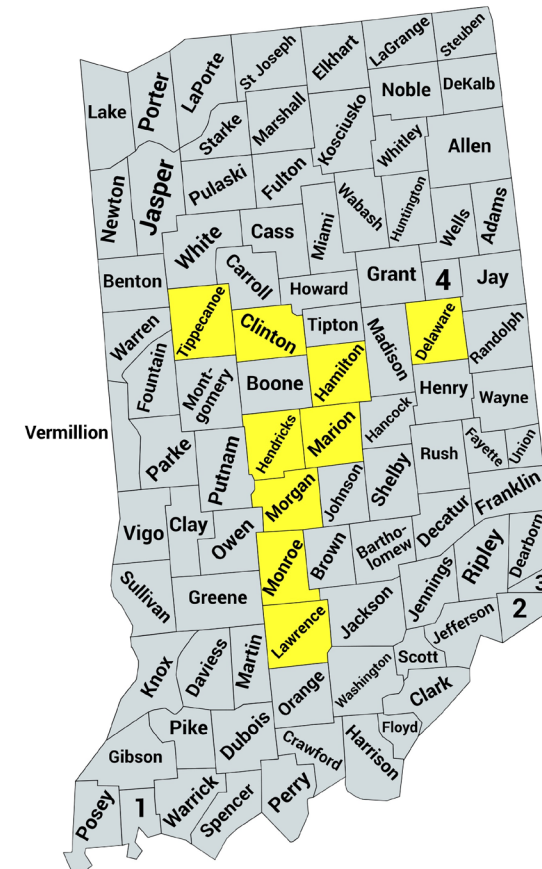 Steuben
LaGrange
Elkhart
St Joseph
LaPorte
Porter
Lake
Noble
DeKalb
Marshall
Starke
Kosciusko
Whitley
Allen
Newton
Jasper
Pulaski
Fulton
Wabash
Huntington
Wells
Adams
White
Cass
Miami
Carroll
Grant
4
Jay
Benton
Howard
Tippecanoe
Clinton
Tipton
Delaware
Randolph
Warren
Fountain
Madison
Hamilton
Mont-
gomery
Boone
Henry
Wayne
Vermillion
Hendricks
Marion
Hancock
Parke
Putnam
Rush
Fayette
Union
Shelby
Morgan
Johnson
Franklin
Vigo
Clay
Owen
Decatur
Monroe
Brown
Bartho-
lomew
Dearborn
Ripley
Jennings
3
Sullivan
Greene
Jackson
2
Lawrence
Jefferson
Knox
Daviess
Martin
Scott
Washington
Orange
Clark
Pike
Dubois
Floyd
Gibson
Crawford
Harrison
1
Posey
Warrick
Spencer
Perry